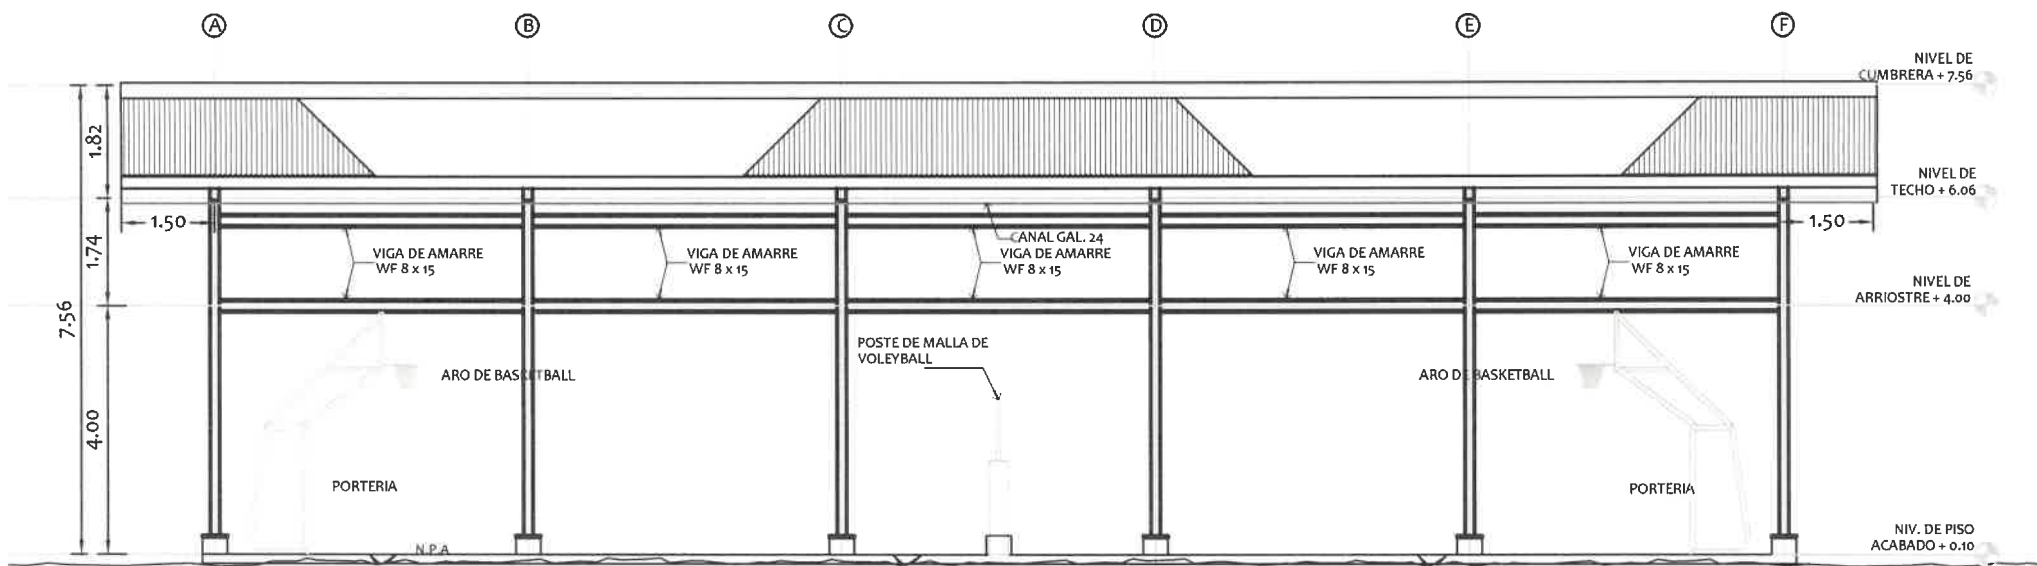 A B C D E F
NIVEL DE
CUMBRERA + 7.56
1.82
NIVEL DE
TECHO + 6.06
1.50
1.50
CANAL GAL. 24
VIGA DE AMARRE
WF 8 x 15
VIGA DE AMARRE
WF 8 x 15
VIGA DE AMARRE
WF 8 x 15
VIGA DE AMARRE
WF 8 x 15
VIGA DE AMARRE
WF 8 x 15
1.74
NIVEL DE
ARRIOSTRE + 4.00
7.56
POSTE DE MALLA DE
VOLEYBALL
ARO DE BASKETBALL
ARO DE BASKETBALL
4.00
PORTERIA
PORTERIA
NIV. DE PISO
ACABADO + 0.10
N.P.A